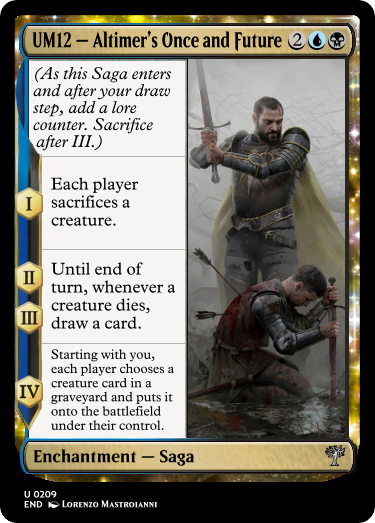 UM12 — Altimer's Once and Future 2
(As this Saga enters
and after your draw
step, add a lore
counter. Sacrifice
after III.)
I
Each player
sacrifices a
creature.
II
III
Until end of
turn, whenever a
creature dies,
draw a card.
IV
Starting with you,
each player chooses a
creature card in a
graveyard and puts it
onto the battlefield
under their control.
Enchantment — Saga
U 0209
END Lorenzo Mastroianni